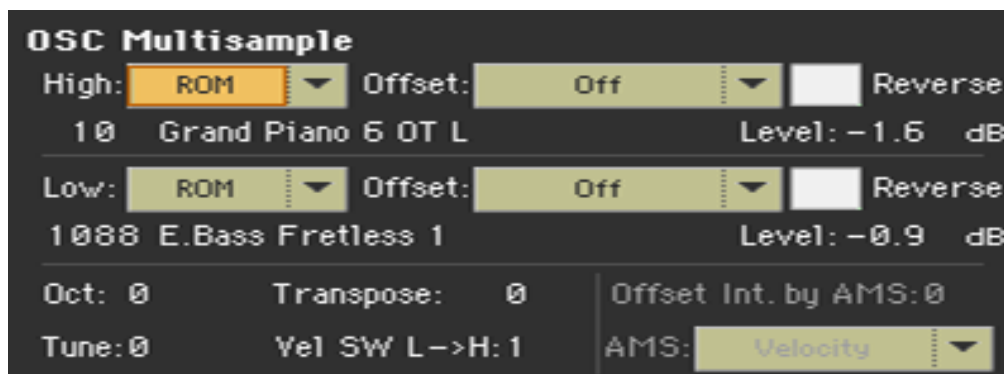 OSC Multisample
High: ROM Offset: Off Reverse
10 Grand Piano 6 OT L Level: -1.6 dB
Low: ROM Offset: Off Reverse
1088 E.Bass Fretless 1 Level: -0.9 dB
Oct: 0 Transpose: 0 Offset Int. by AMS:0
Tune:0 Vel SW L->H:1 AMS: Velocity